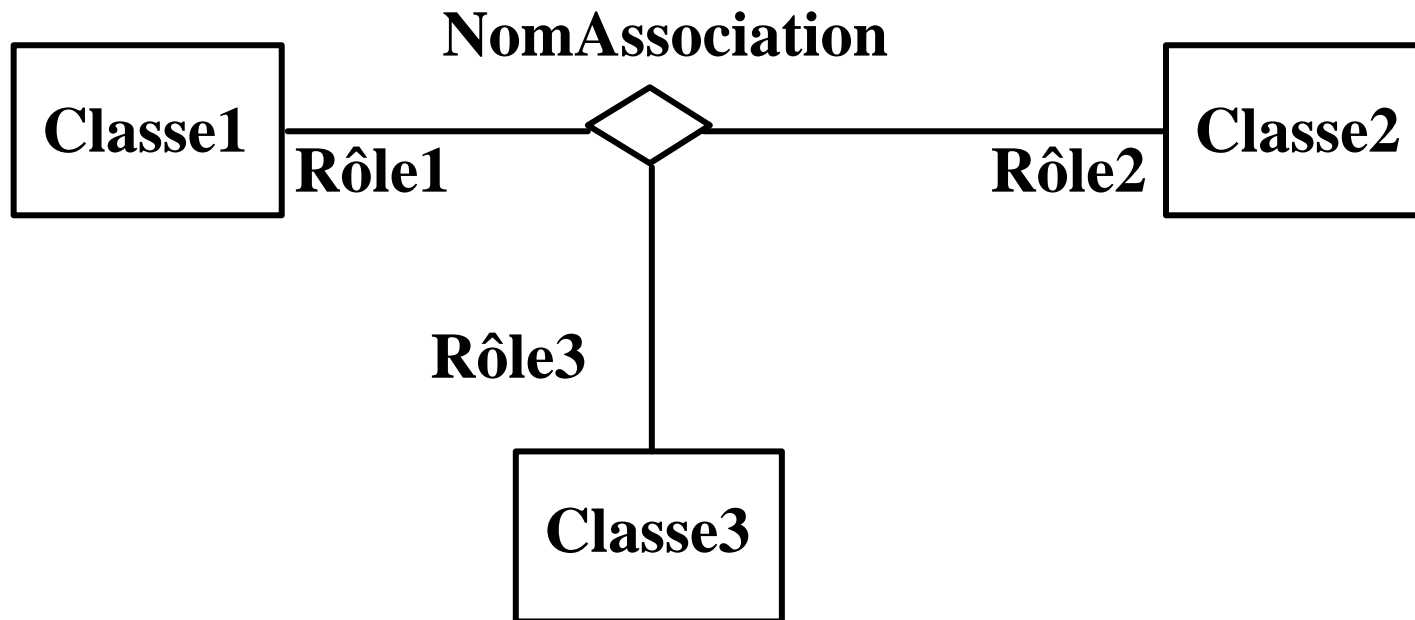 NomAssociation
Classe1
Classe2
Rôle1
Rôle2
Rôle3
Classe3